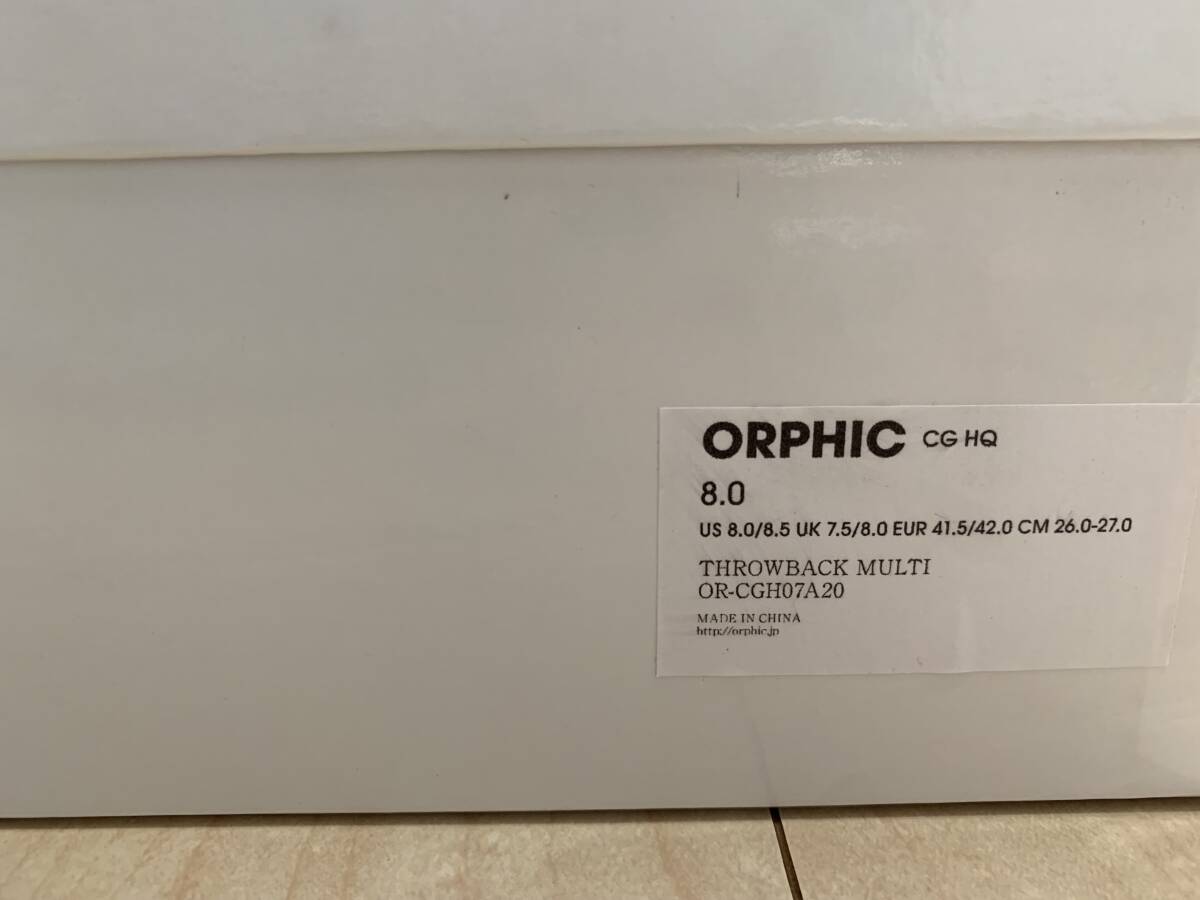 ORPHIC CG HQ
8.0
US 8.0/8.5 UK 7.5/8.0 EUR 41.5/42.0 CM 26.0-27.0
THROWBACK MULTI
OR-CGH07A20
MADE IN CHINA
http://orphic.jp